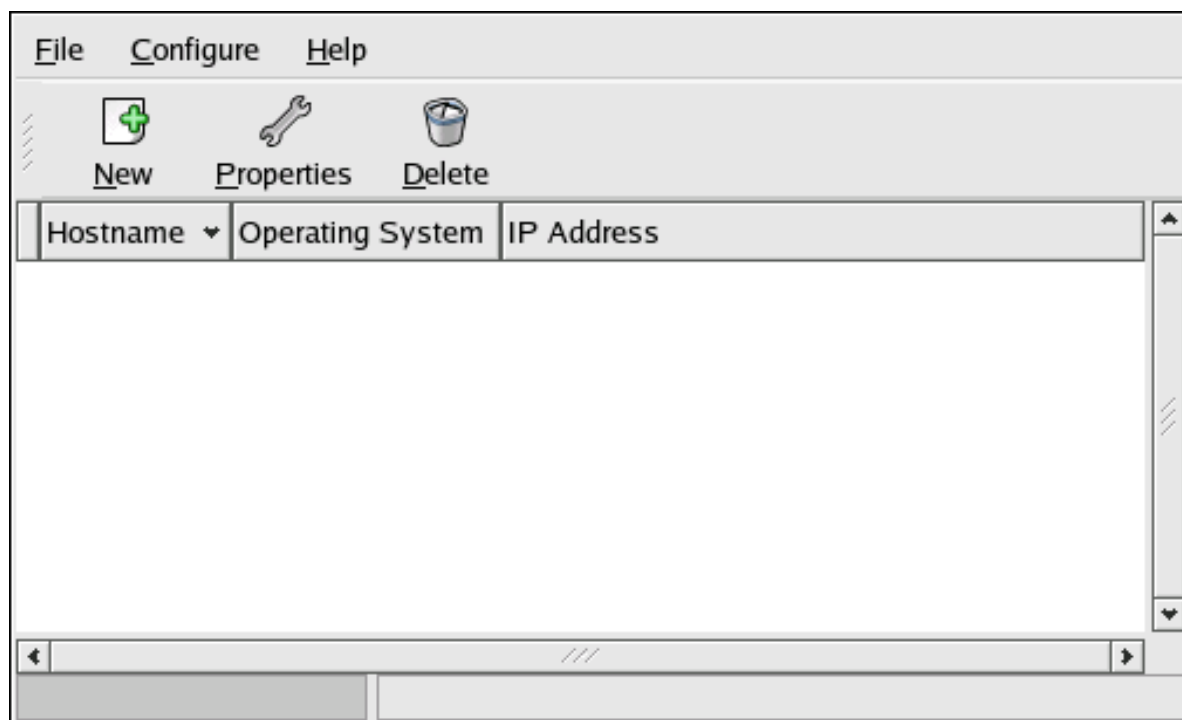 File Configure Help
New Properties Delete
Hostname Operating System IP Address